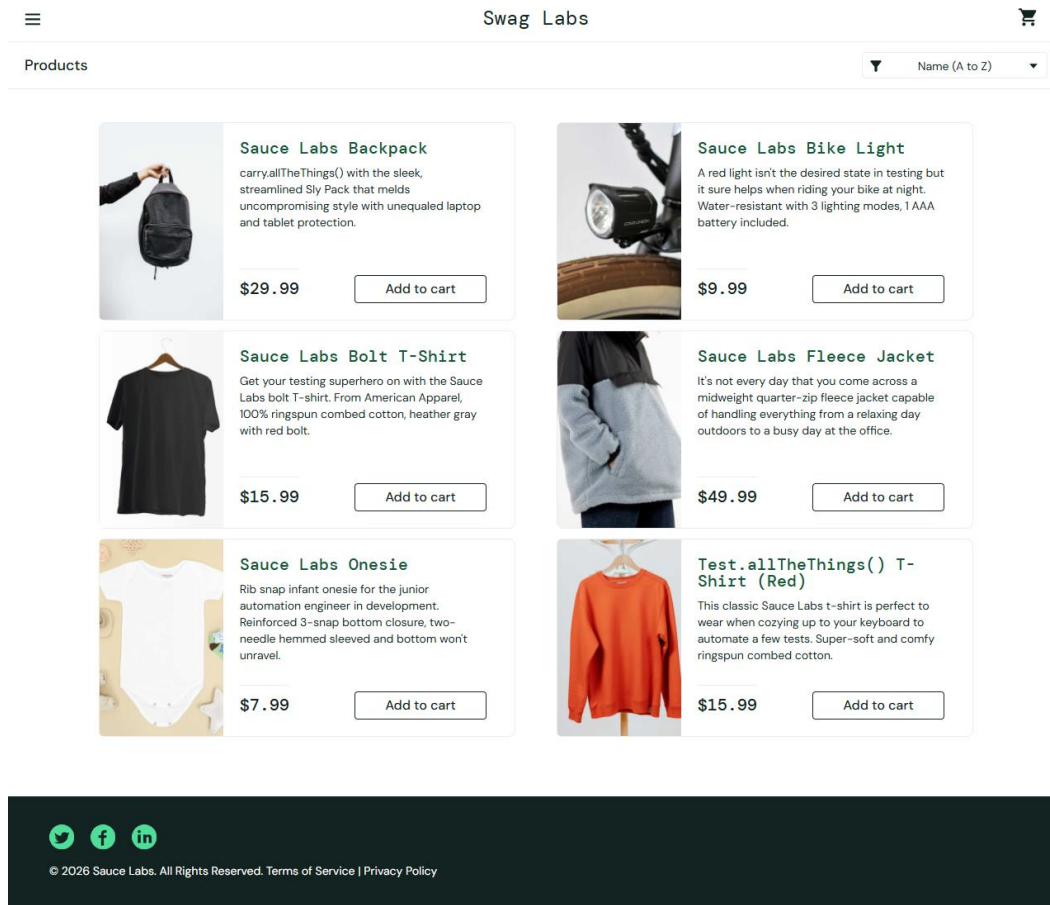 Swag Labs
Products
Name (A to Z)
Sauce Labs Backpack
carry.allTheThings() with the sleek,
streamlined Sly Pack that melds
uncompromising style with unequaled laptop
and tablet protection.
$29.99
Add to cart
Sauce Labs Bike Light
A red light isn't the desired state in testing but
it sure helps when riding your bike at night.
Water-resistant with 3 lighting modes, 1 AAA
battery included.
$9.99
Add to cart
Sauce Labs Bolt T-Shirt
Get your testing superhero on with the Sauce
Labs bolt T-shirt. From American Apparel,
100% ringspun combed cotton, heather gray
with red bolt.
$15.99
Add to cart
Sauce Labs Fleece Jacket
It's not every day that you come across a
midweight quarter-zip fleece jacket capable
of handling everything from a relaxing day
outdoors to a busy day at the office.
$49.99
Add to cart
Sauce Labs Onesie
Rib snap infant onesie for the junior
automation engineer in development.
Reinforced 3-snap bottom closure, two-
needle hemmed sleeved and bottom won't
unravel.
$7.99
Add to cart
Test.allTheThings() T-
Shirt (Red)
This classic Sauce Labs t-shirt is perfect to
wear when cozying up to your keyboard to
automate a few tests. Super-soft and comfy
ringspun combed cotton.
$15.99
Add to cart
© 2026 Sauce Labs. All Rights Reserved. Terms of Service | Privacy Policy